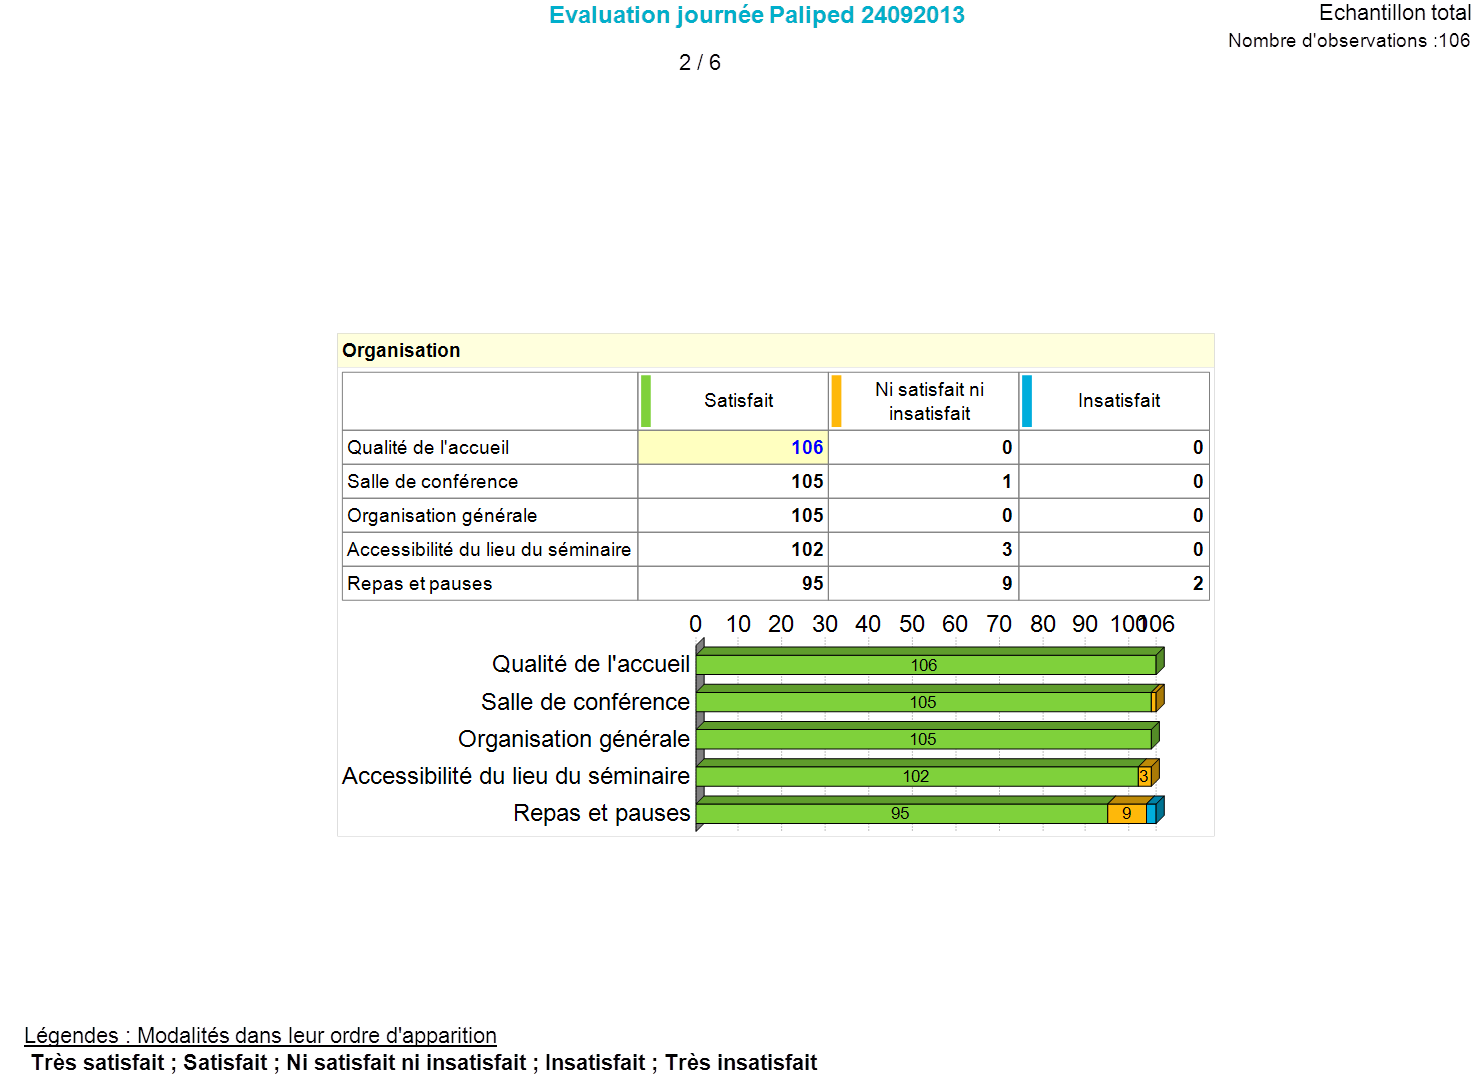 Evaluation journée Paliped 24092013
Echantillon total
Nombre d'observations :106
2 / 6
Organisation
Satisfait
Ni satisfait ni
insatisfait
Insatisfait
Qualité de l'accueil 106 0 0
Salle de conférence 105 1 0
Organisation générale 105 0 0
Accessibilité du lieu du séminaire 102 3 0
Repas et pauses 95 9 2
0 10 20 30 40 50 60 70 80 90 100 106
Qualité de l'accueil 106
Salle de conférence 105
Organisation générale 105
Accessibilité du lieu du séminaire 102 3
Repas et pauses 95 9
Légendes : Modalités dans leur ordre d'apparition
Très satisfait ; Satisfait ; Ni satisfait ni insatisfait ; Insatisfait ; Très insatisfait